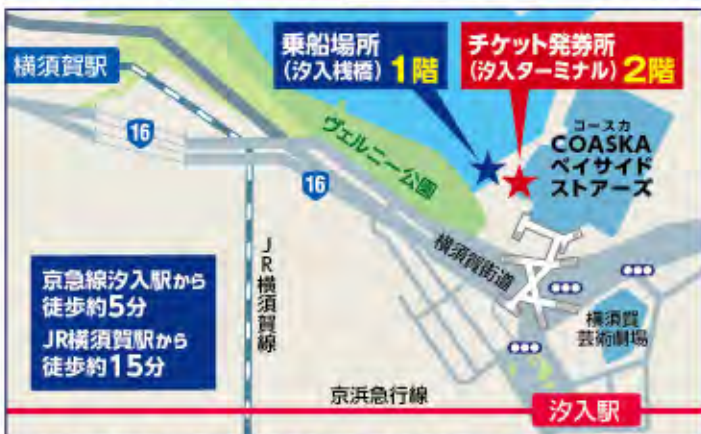 乗船場所
(汐入桟橋) 1階
チケット発券所
(汐入ターミナル) 2階
横須賀駅
16
16
ヴェルニー公園
コースカ
COASKA
ベイサイド
ストアーズ
横須賀街道
JR横須賀線
京急線汐入駅から
徒歩約5分
JR横須賀駅から
徒歩約15分
横須賀
芸術劇場
京浜急行線
汐入駅